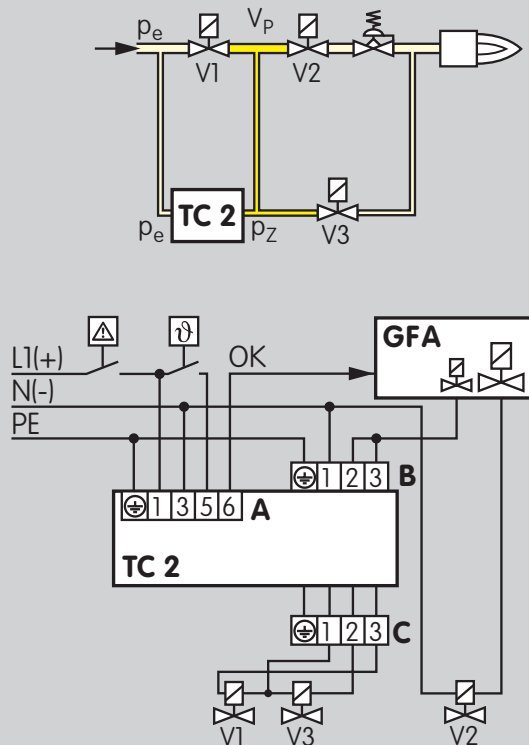 pe VP
V1 V2
TC 2
pe pZ V3
L1(+) OK GFA
N(-)
PE
1 2 3 B
1 3 5 6 A
TC 2
1 2 3 C
V1 V3 V2
ϑ